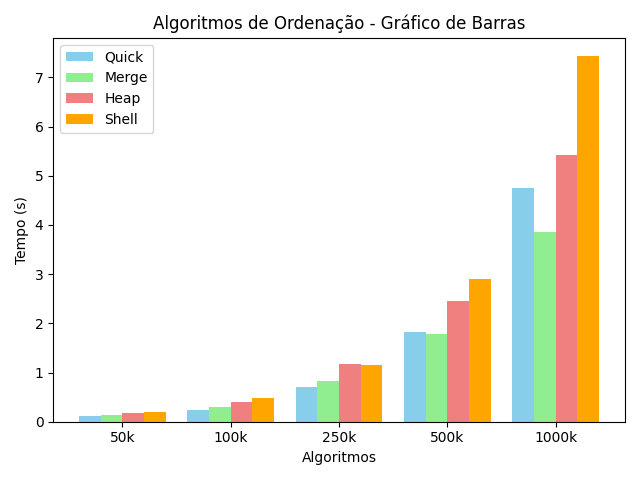 Algoritmos de Ordenação - Gráfico de Barras
Quick
Merge
Heap
Shell
Tempo (s)
7
6
5
4
3
2
1
0
50k
100k
250k
500k
1000k
Algoritmos